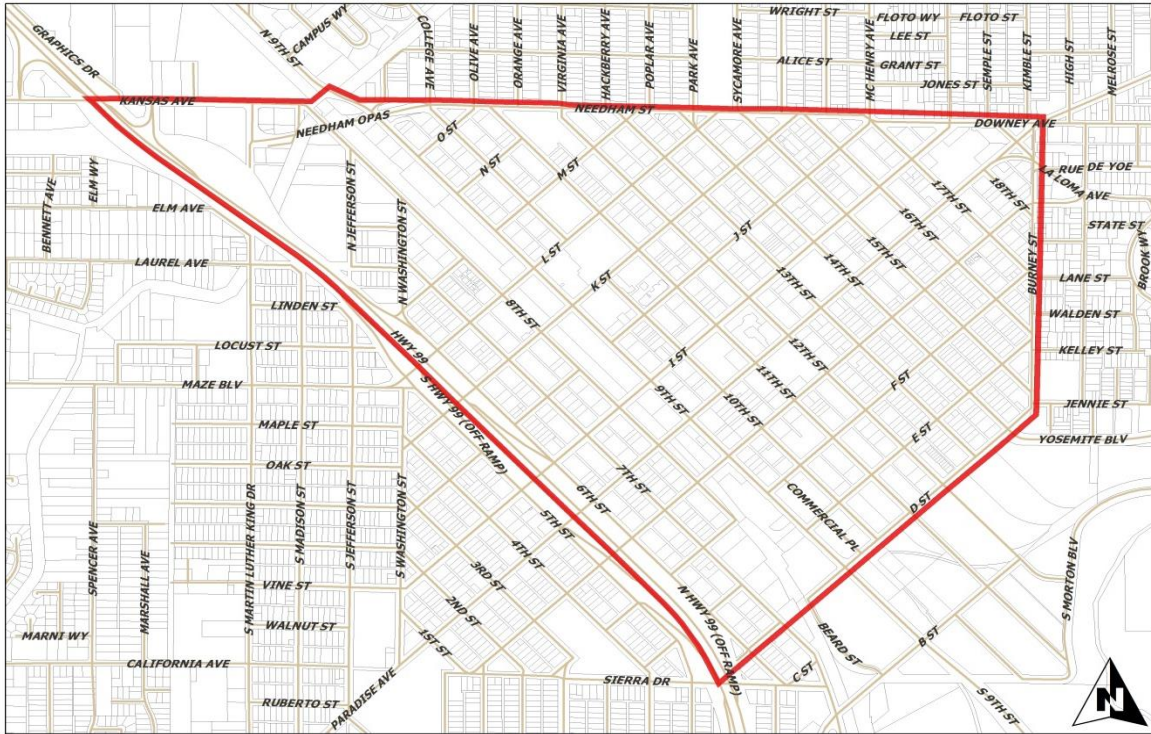 GRAPHICS DR
N 9TH ST
CAMPUS WY
COLLEGE AVE
OLIVE AVE
ORANGE AVE
VIRGINIA AVE
HACKBERRY AVE
POPLAR AVE
PARK AVE
SYCAMORE AVE
WRIGHT ST
ALICE ST
MC HENRY AVE
FLOTO WY
FLOTO ST
LEE ST
GRANT ST
JONES ST
SEMPLE ST
KIMBLE ST
HIGH ST
MELROSE ST
KANSAS AVE
NEEDHAM OPAS
NEEDHAM ST
DOWNEY AVE
O ST
N ST
M ST
RUE DE YOE
LA LOMA AVE
17TH ST
18TH ST
BENNETT AVE
ELM WY
ELM AVE
N JEFFERSON ST
N WASHINGTON ST
L ST
K ST
J ST
16TH ST
15TH ST
14TH ST
13TH ST
STATE ST
BROOK WY
LAUREL AVE
LANE ST
BURNEY ST
LINDEN ST
8TH ST
WALDEN ST
LOCUST ST
HWY 99
I ST
12TH ST
KELLEY ST
MAZE BLV
S HWY 99 (OFF RAMP)
9TH ST
10TH ST
11TH ST
F ST
JENNIE ST
MAPLE ST
E ST
YOSEMITE BLV
OAK ST
7TH ST
6TH ST
5TH ST
4TH ST
3RD ST
2ND ST
1ST ST
COMMERCIAL PL
D ST
SPENCER AVE
MARSHALL AVE
S MARTIN LUTHER KING DR
S MADISON ST
S JEFFERSON ST
S WASHINGTON ST
VINE ST
WALNUT ST
MARNI WY
CALIFORNIA AVE
RUBERTO ST
PARADISE AVE
SIERRA DR
N HWY 99 (OFF RAMP)
C ST
BEARD ST
B ST
S 9TH ST
S MORTON BLV
N